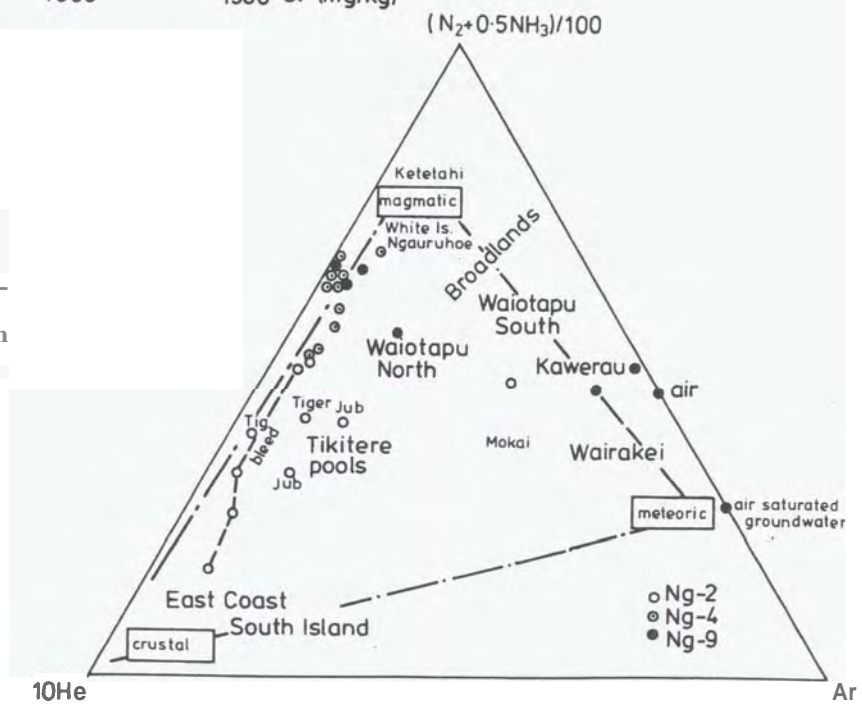 (N₂+0·5NH₃)/100
Ketetahi
magmatic
White Is.
Ngauruhoe
Broadlands
Waiotapu
South
Waiotapu
North
Kawerau
air
Tiger
Jub
Tig
bleed
Tikitere
pools
Jub
Mokai
Wairakei
meteoric
air saturated
groundwater
East Coast
South Island
crustal
Ng-2
Ng-4
Ng-9
10He
Ar